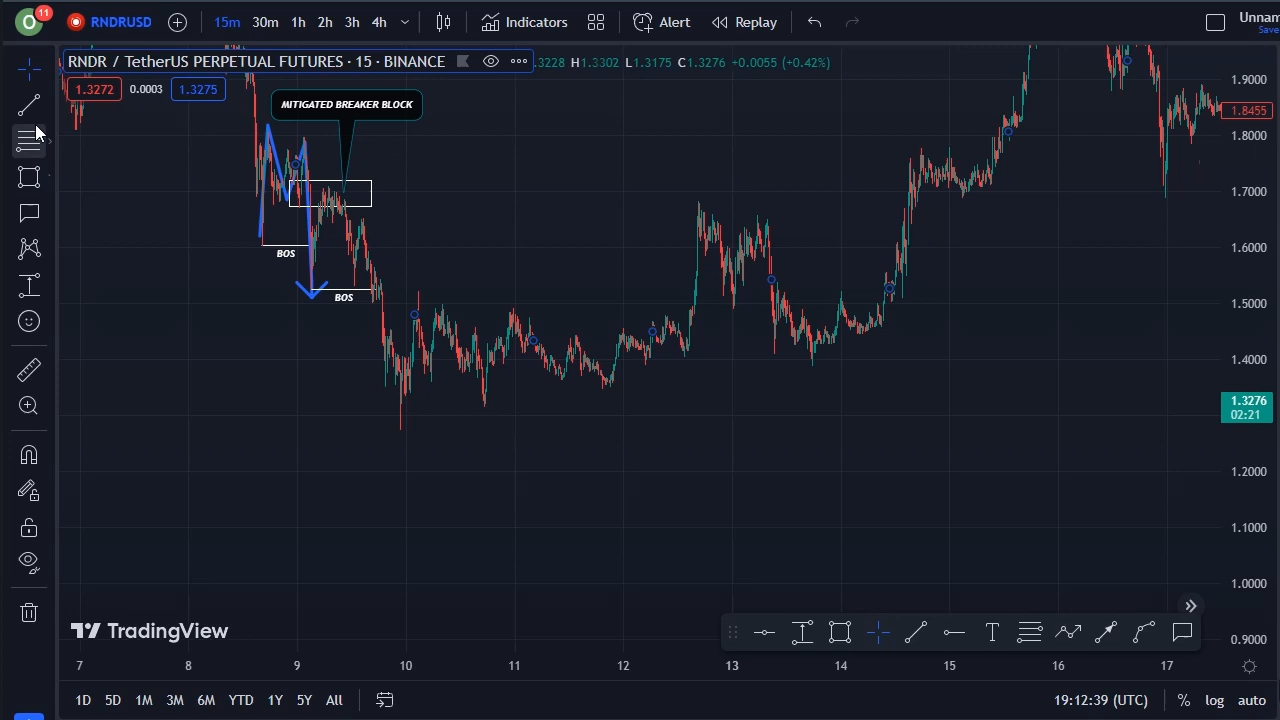 O 11 RNDRUSD 15m 30m 1h 2h 3h 4h Indicators Alert Replay Unnam
Save
RNDR / TetherUS PERPETUAL FUTURES · 15 · BINANCE .3228 H1.3302 L1.3175 C1.3276 +0.0055 (+0.42%)
1.3272 0.0003 1.3275
MITIGATED BREAKER BLOCK
BOS
BOS
1.9000
1.8455
1.8000
1.7000
1.6000
1.5000
1.4000
1.3276
02:21
1.2000
1.1000
1.0000
0.9000
TradingView
7 8 9 10 11 12 13 14 15 16 17
1D 5D 1M 3M 6M YTD 1Y 5Y All 19:12:39 (UTC) % log auto